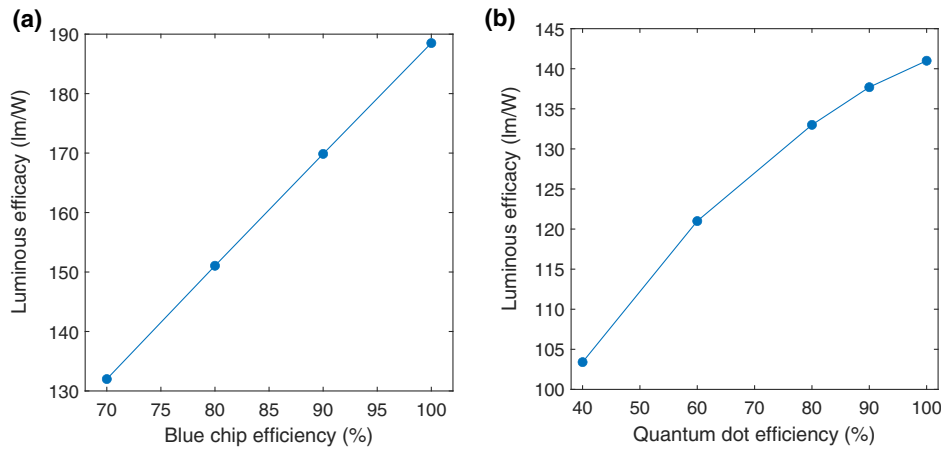 (a)
190
180
170
160
150
140
130
Luminous efficacy (lm/W)
70 75 80 85 90 95 100
Blue chip efficiency (%)
(b)
145
140
135
130
125
120
115
110
105
100
Luminous efficacy (lm/W)
40 50 60 70 80 90 100
Quantum dot efficiency (%)